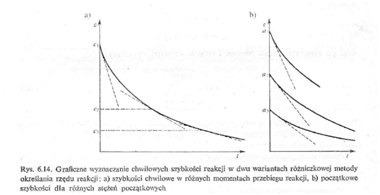 a)
b)
c
c
t
t
Rys. 6.14. Graficzne wyznaczanie chwilowych szybkości reakcji w dwu wariantach różniczkowej metody
określania rzędu reakcji: a) szybkości chwilowe w różnych momentach przebiegu reakcji, b) początkowe
szybkości dla różnych stężeń początkowych